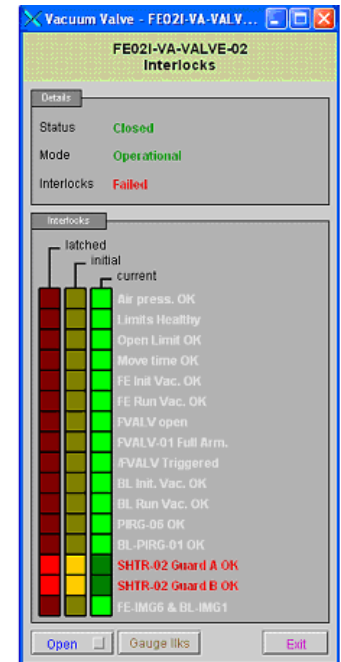 Vacuum Valve - FE02I-VA-VALV...
FE02I-VA-VALVE-02
Interlocks
Details
Status Closed
Mode Operational
Interlocks Failed
Interlocks
latched
initial
current
Air press. OK
Limits Healthy
Open Limit OK
Move time OK
FE Init Vac. OK
FE Run Vac. OK
FVALV open
FVALV-01 Full Arm.
/FVALV Triggered
BL Init. Vac. OK
BL Run Vac. OK
PIRG-06 OK
BL-PIRG-01 OK
SHTR-02 Guard A OK
SHTR-02 Guard B OK
FE-IMG6 & BL-IMG1
Open Gauge Ilks Exit